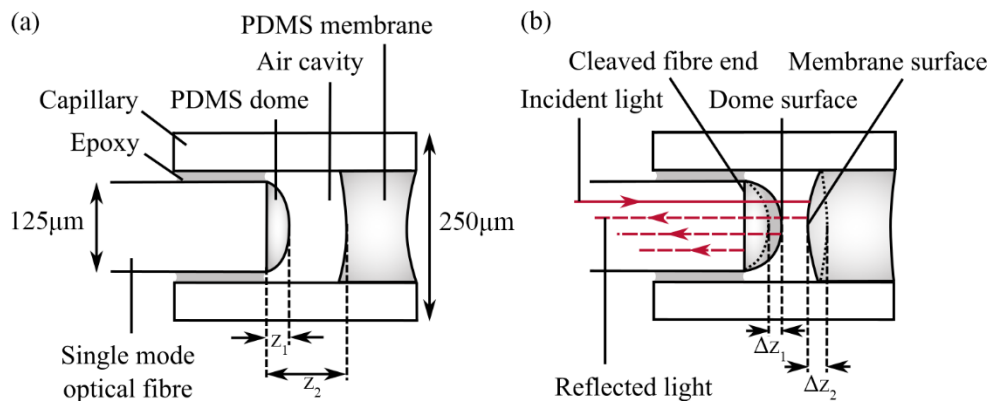 (a)
PDMS membrane
Air cavity
PDMS dome
Capillary
Epoxy
125μm
250μm
z₁
z₂
Single mode
optical fibre
(b)
Cleaved fibre end
Membrane surface
Incident light
Dome surface
Δz₁
Δz₂
Reflected light